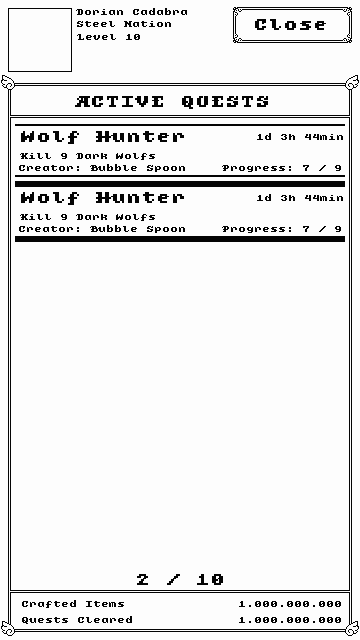 Dorian Cadabra
Steel Nation
Level 10
Close
ACTIVE QUESTS
Wolf Hunter
1d 3h 44min
Kill 9 Dark Wolfs
Creator: Bubble Spoon
Progress: 7 / 9
Wolf Hunter
1d 3h 44min
Kill 9 Dark Wolfs
Creator: Bubble Spoon
Progress: 7 / 9
2 / 10
Crafted Items
1.000.000.000
Quests Cleared
1.000.000.000